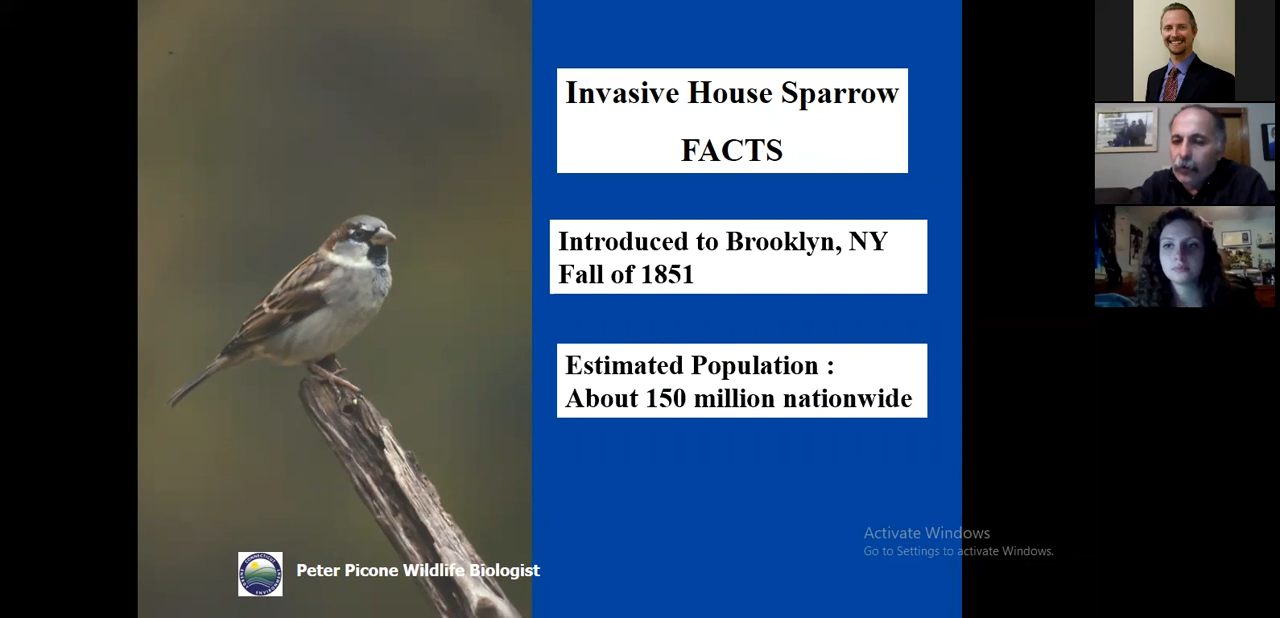 Invasive House Sparrow
FACTS
Introduced to Brooklyn, NY
Fall of 1851
Estimated Population :
About 150 million nationwide
Peter Picone Wildlife Biologist
Activate Windows
Go to Settings to activate Windows.